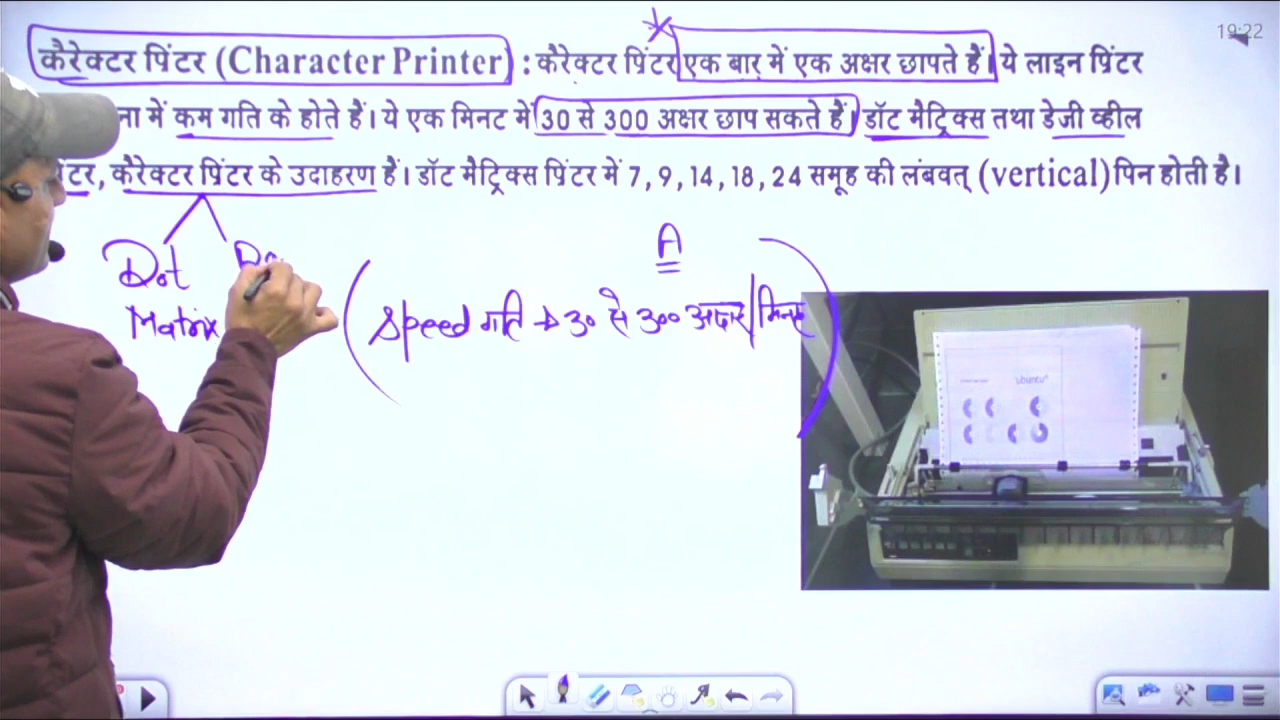 19:22
कैरेक्टर प्रिंटर (Character Printer) : कैरेक्टर प्रिंटर एक बार में एक अक्षर छापते हैं। ये लाइन प्रिंटर
में कम गति के होते हैं। ये एक मिनट में 30 से 300 अक्षर छाप सकते हैं। डॉट मैट्रिक्स तथा डेजी व्हील
कैरेक्टर प्रिंटर के उदाहरण हैं। डॉट मैट्रिक्स प्रिंटर में 7, 9, 14, 18, 24 समूह की लंबवत् (vertical) पिन होती है।
A
Dot
Matrix
Speed गति → 30 से 300 अक्षर/मिनट
ubuntu